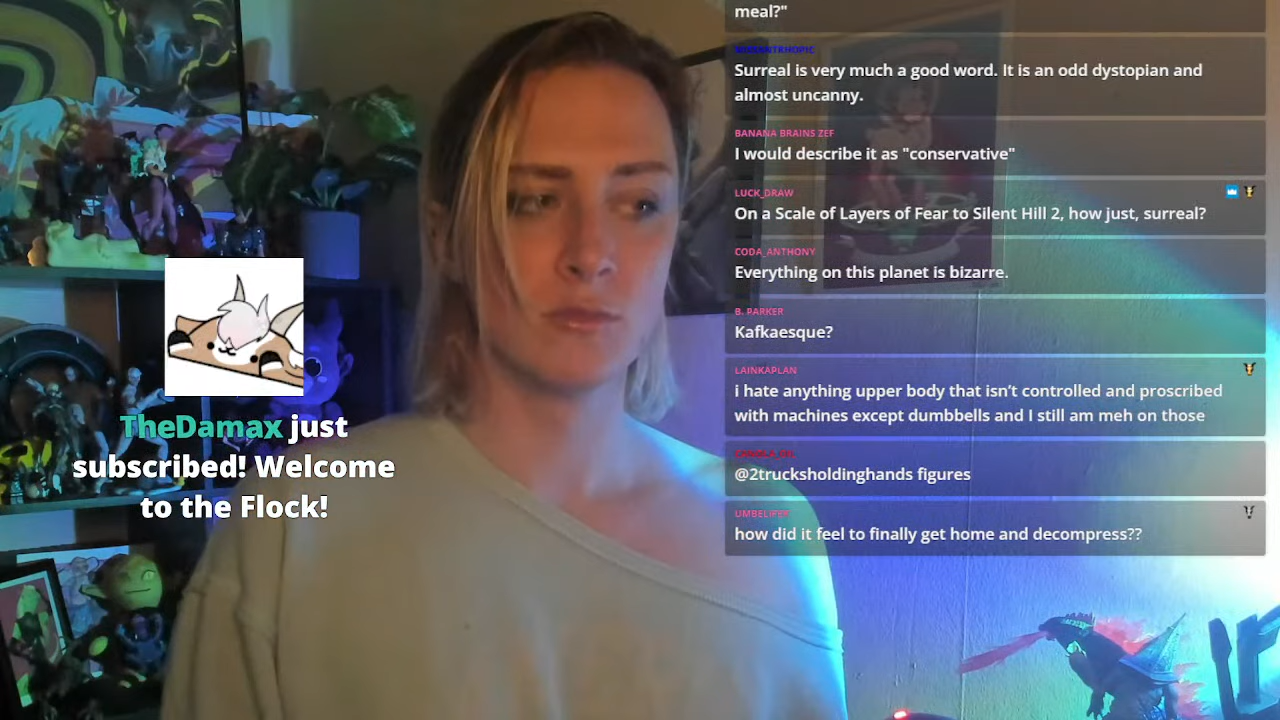 meal?"
Surreal is very much a good word. It is an odd dystopian and
almost uncanny.
BANANA BRAINS ZEF
I would describe it as "conservative"
LUCK_DRAW
On a Scale of Layers of Fear to Silent Hill 2, how just, surreal?
CODA_ANTHONY
Everything on this planet is bizarre.
B. PARKER
Kafkaesque?
LAINKAPLAN
i hate anything upper body that isn't controlled and proscribed
with machines except dumbbells and I still am meh on those
@2trucksholdinghands figures
how did it feel to finally get home and decompress??
TheDamax just
subscribed! Welcome
to the Flock!